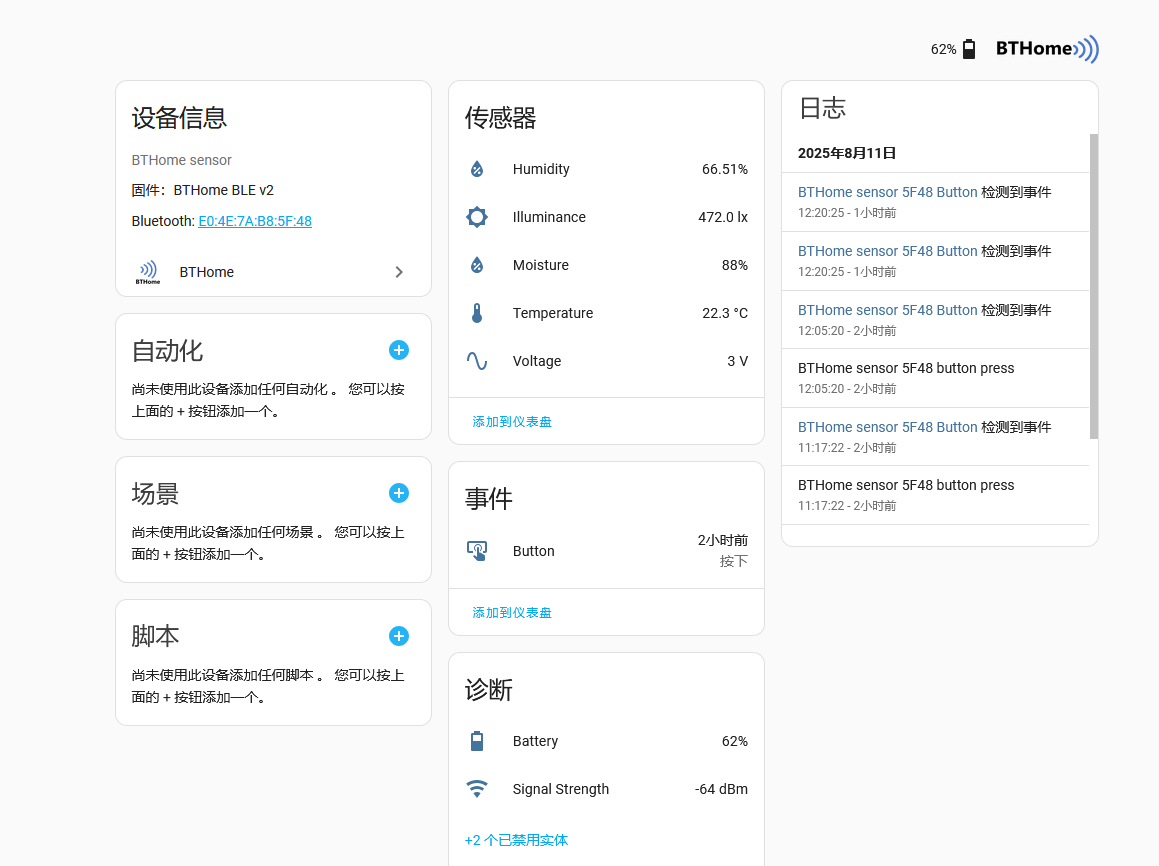 62%
BTHome
设备信息
BTHome sensor
固件：BTHome BLE v2
Bluetooth: E0:4E:7A:B8:5F:48
BTHome
BTHome
自动化
尚未使用此设备添加任何自动化 。 您可以按
上面的 + 按钮添加一个。
场景
尚未使用此设备添加任何场景 。 您可以按上
面的 + 按钮添加一个。
脚本
尚未使用此设备添加任何脚本 。 您可以按上
面的 + 按钮添加一个。
传感器
Humidity 66.51%
Illuminance 472.0 lx
Moisture 88%
Temperature 22.3 °C
Voltage 3 V
添加到仪表盘
事件
Button 2小时前
按下
添加到仪表盘
诊断
Battery 62%
Signal Strength -64 dBm
+2 个已禁用实体
日志
2025年8月11日
BTHome sensor 5F48 Button 检测到事件
12:20:25 - 1小时前
BTHome sensor 5F48 Button 检测到事件
12:20:25 - 1小时前
BTHome sensor 5F48 Button 检测到事件
12:05:20 - 2小时前
BTHome sensor 5F48 button press
12:05:20 - 2小时前
BTHome sensor 5F48 Button 检测到事件
11:17:22 - 2小时前
BTHome sensor 5F48 button press
11:17:22 - 2小时前